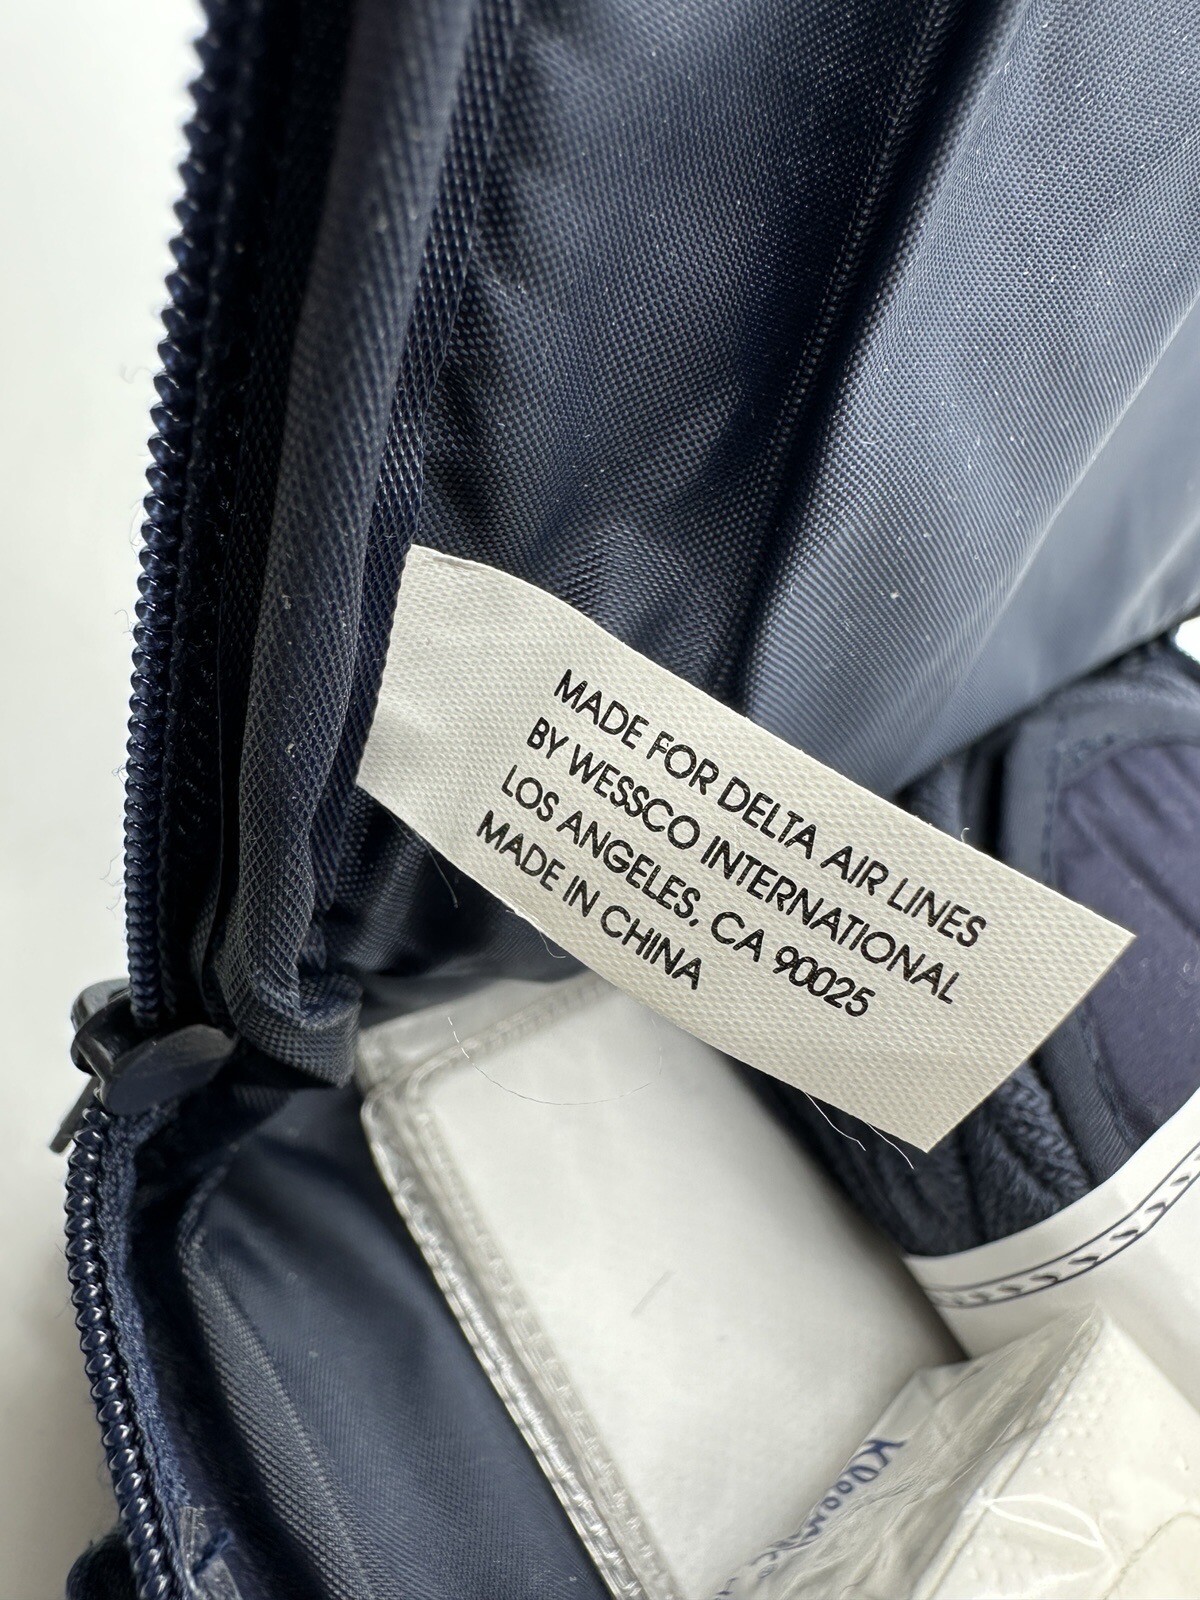 MADE FOR DELTA AIR LINES
BY WESSCO INTERNATIONAL
LOS ANGELES, CA 90025
MADE IN CHINA